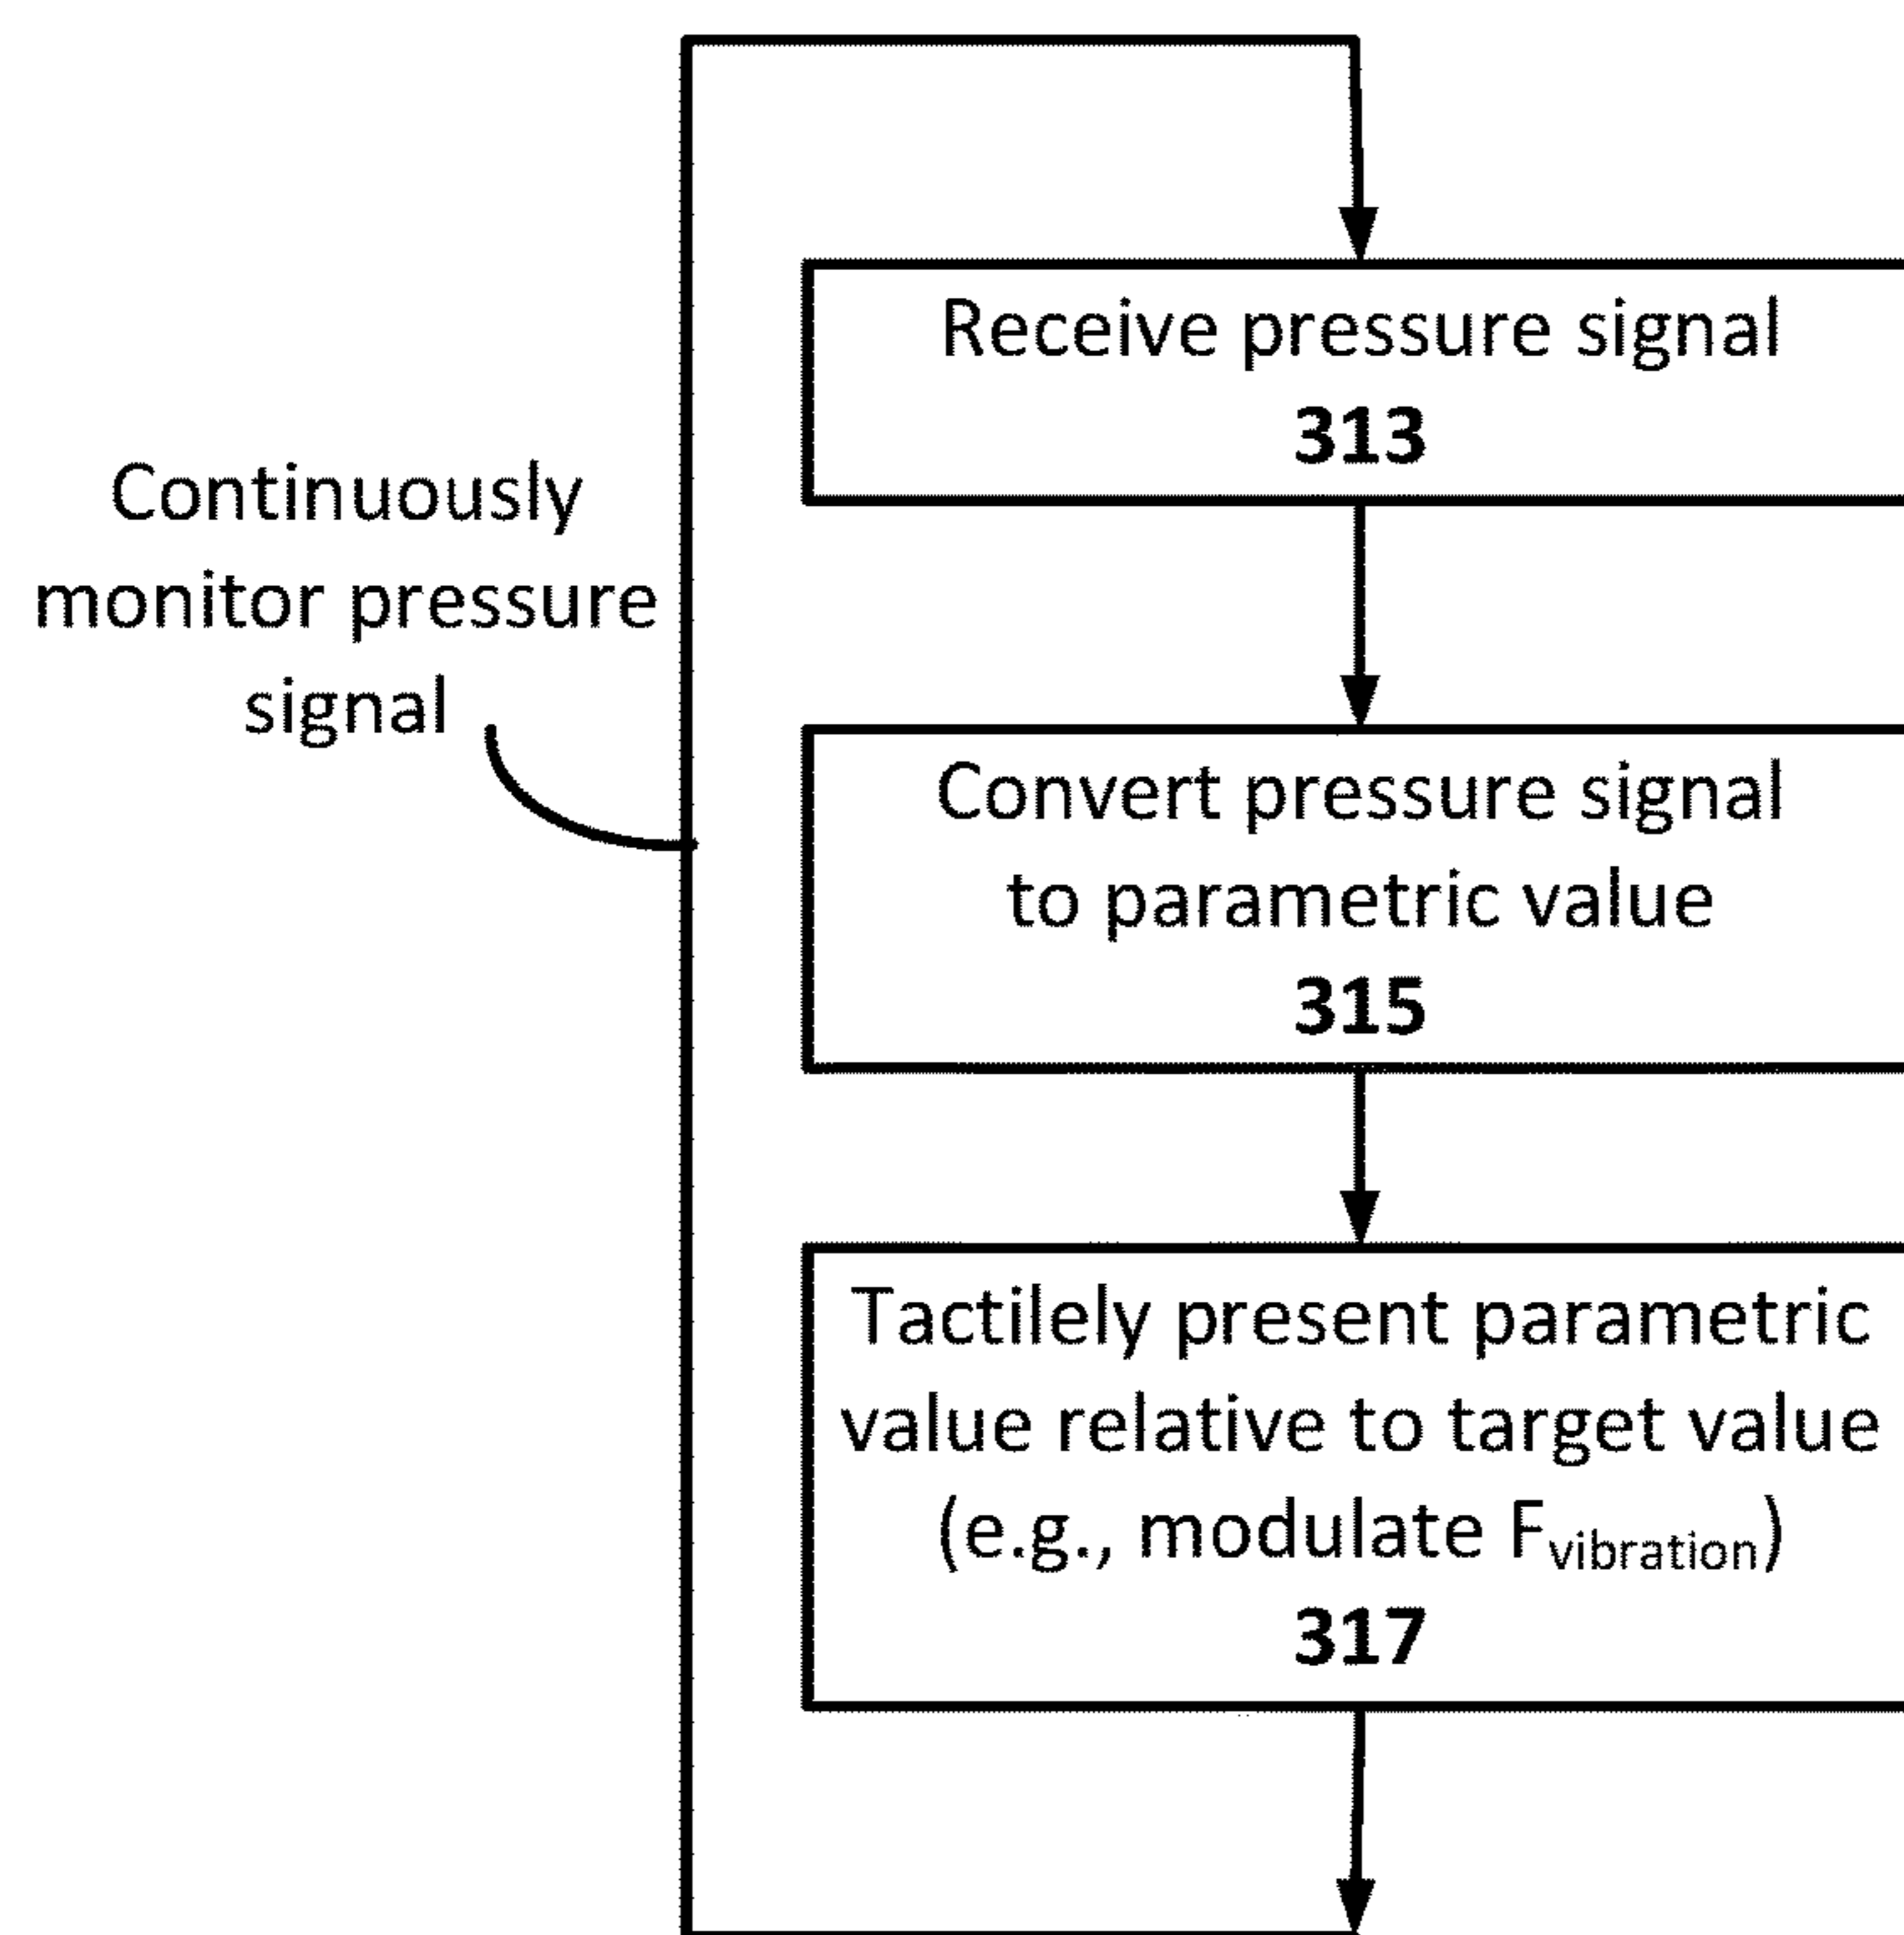 Receive pressure signal
313
Continuously
monitor pressure
signal
Convert pressure signal
to parametric value
315
Tactilely present parametric
value relative to target value
(e.g., modulate Fvibration)
317